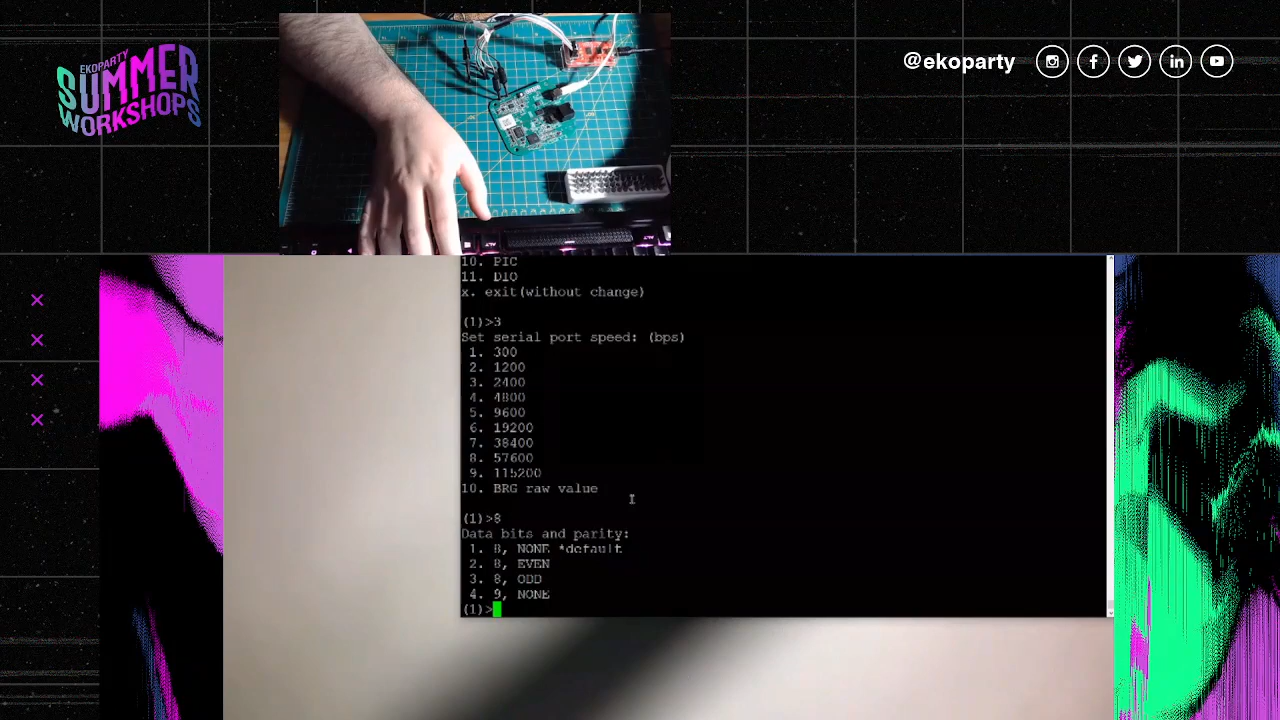 EKOPARTY
SUMMER
WORKSHOPS
@ekoparty
10. PIC
11. DIO
x. exit(without change)
(1)>3
Set serial port speed: (bps)
1. 300
2. 1200
3. 2400
4. 4800
5. 9600
6. 19200
7. 38400
8. 57600
9. 115200
10. BRG raw value
(1)>8
Data bits and parity:
1. 8, NONE *default
2. 8, EVEN
3. 8, ODD
4. 9, NONE
(1)>